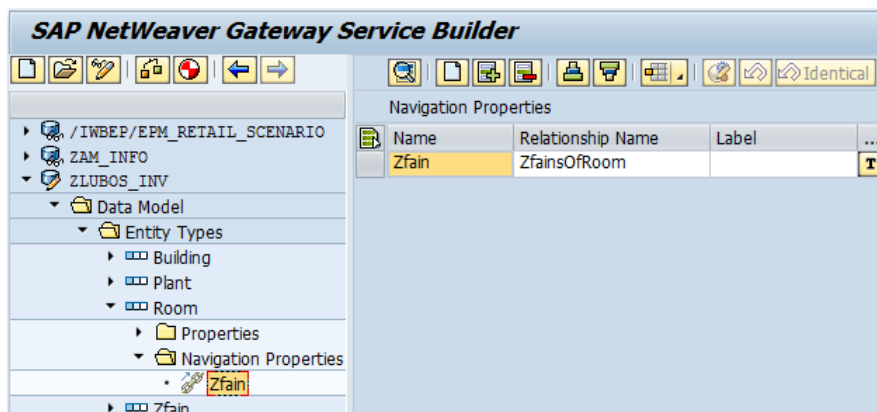 SAP NetWeaver Gateway Service Builder
Identical
Navigation Properties
Name Relationship Name Label ...
Zfain ZfainsOfRoom T
/IWBEP/EPM_RETAIL_SCENARIO
ZAM_INFO
ZLUBOS_INV
Data Model
Entity Types
Building
Plant
Room
Properties
Navigation Properties
Zfain
Zfain